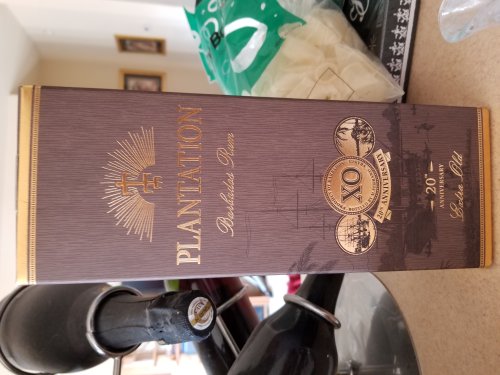 PLANTATION
Barbados Rum
XO
20TH ANNIVERSARY
20TH
ANNIVERSARY
Extra Old